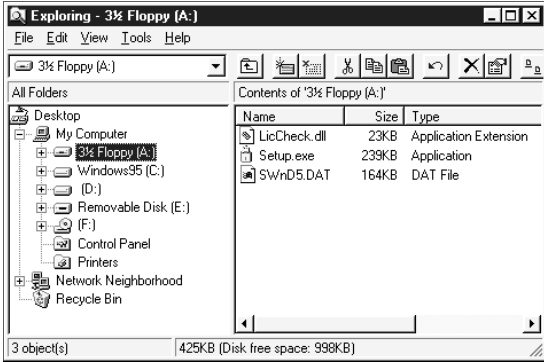 Exploring - 3½ Floppy (A:)
File Edit View Tools Help
3½ Floppy (A:)
All Folders
Contents of '3½ Floppy (A:)'
Desktop
My Computer
3½ Floppy (A:)
Windows95 (C:)
(D:)
Removable Disk (E:)
(F:)
Control Panel
Printers
Network Neighborhood
Recycle Bin
Name Size Type
LicCheck.dll 23KB Application Extension
Setup.exe 239KB Application
SWnD5.DAT 164KB DAT File
3 object(s) 425KB (Disk free space: 998KB)